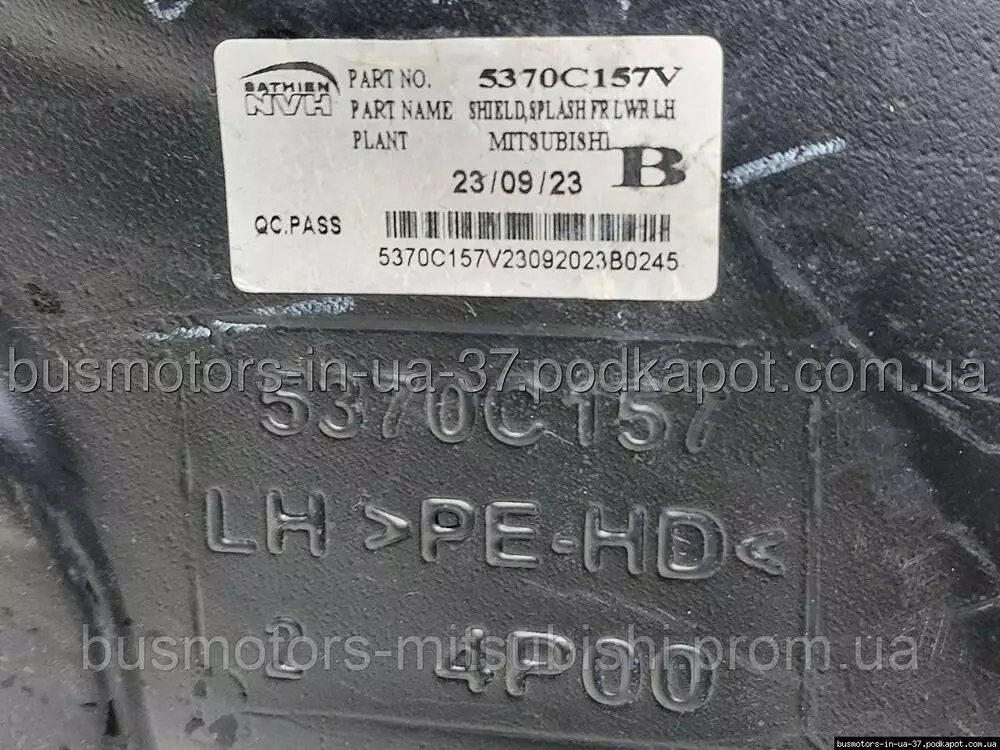 SATHIEN
NVH
PART NO. 5370C157V
PART NAME SHIELD,SPLASH FR LWR LH
PLANT MITSUBISHI
23/09/23 B
QC.PASS
5370C157V23092023B0245
busmotors-in-ua-37.podkapot.com.ua
5370C157
LH >PE-HD<
busmotors-mitsubishi.prom.ua
2 4P00
busmotors-in-ua-37.podkapot.com.ua